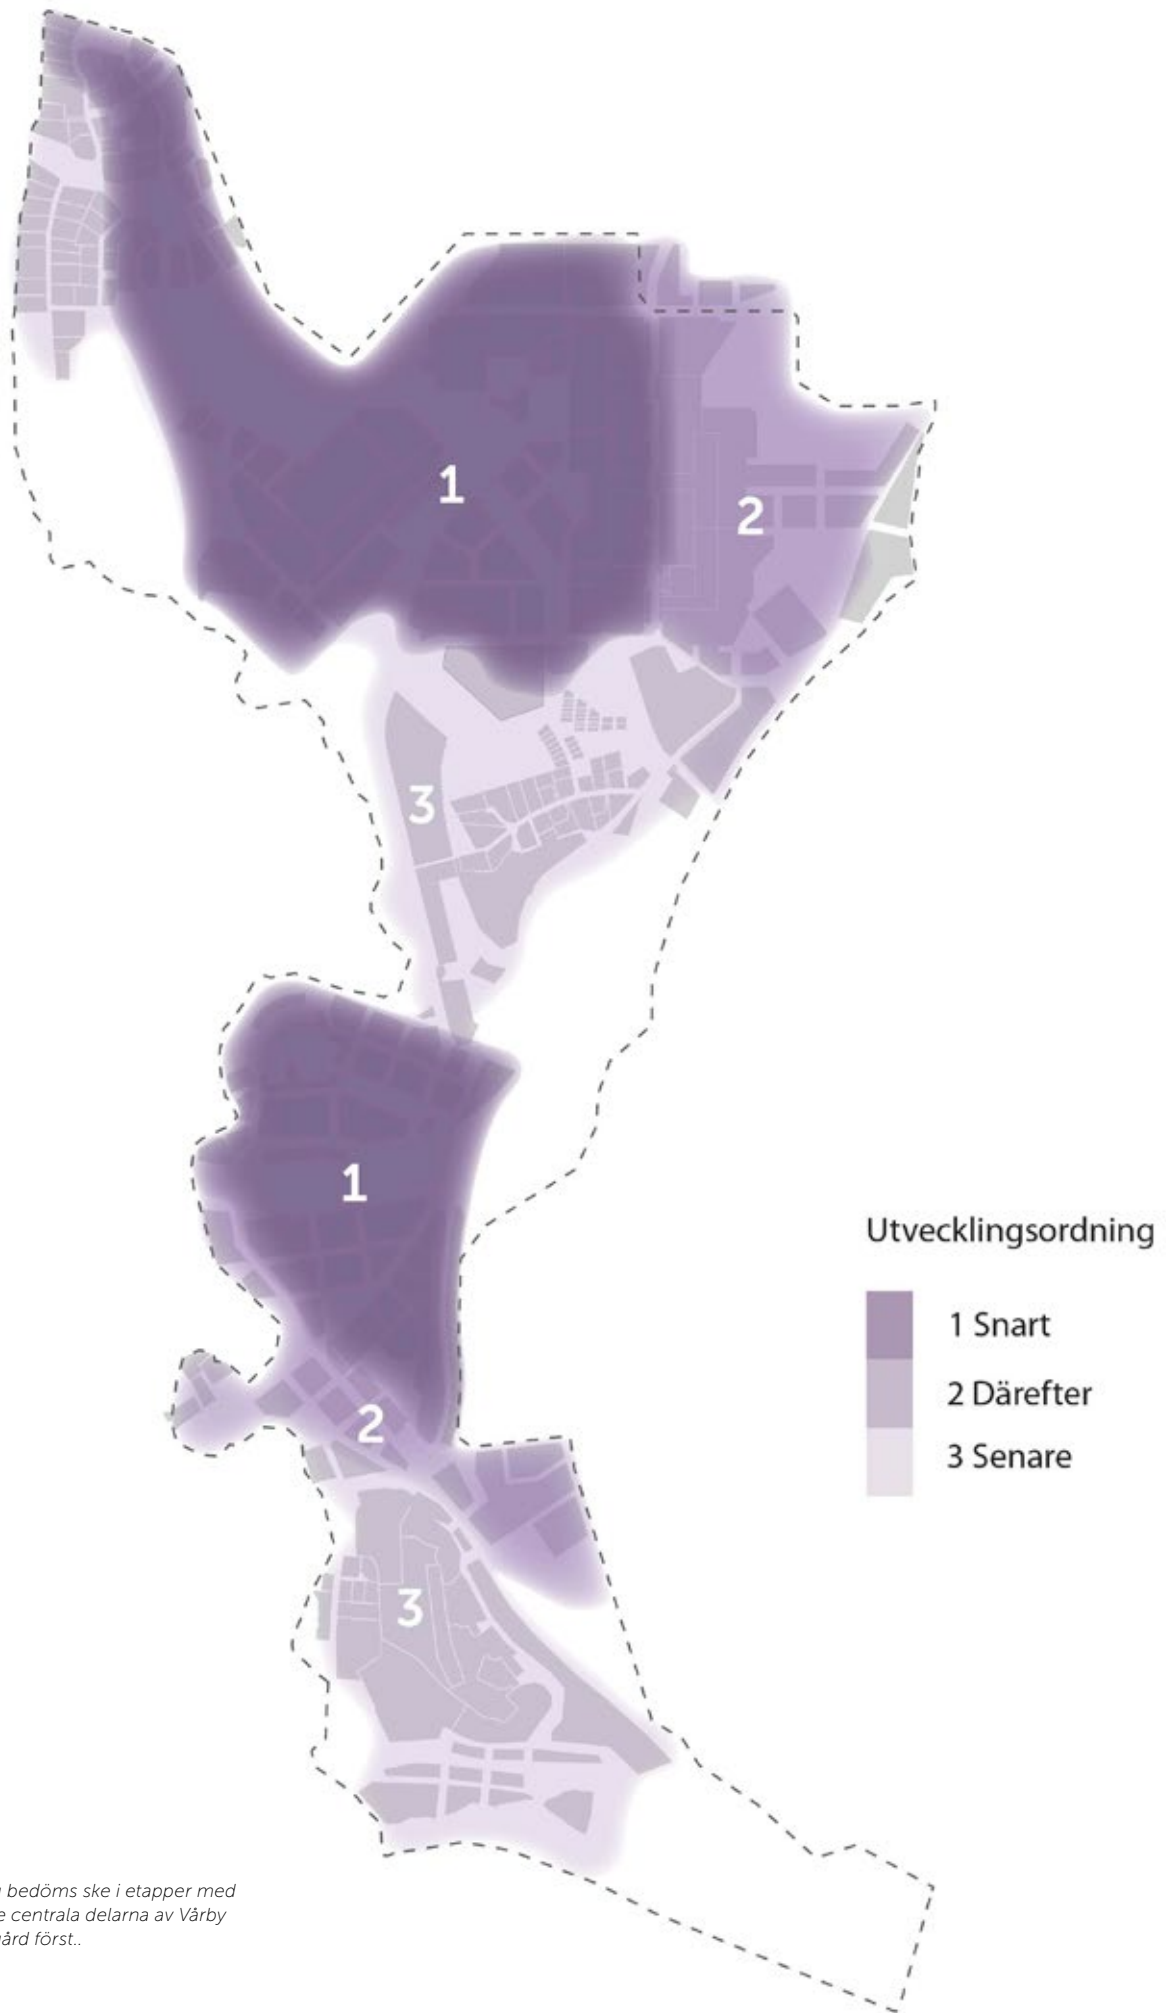 1
2
3
1
Utvecklingsordning
1 Snart
2 Därefter
3 Senare
2
3
bedöms ske i etapper med
centrala delarna av Vårby
först..